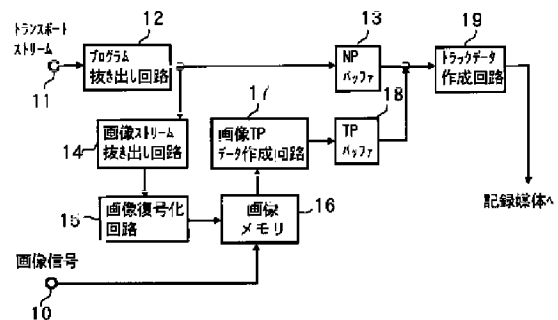 トランスポート
ストリーム
11
12
プログラム
抜き出し回路
13
NP
バッファ
19
トラックデータ
作成回路
14
画像ストリーム
抜き出し回路
17
画像TP
データ作成回路
18
TP
バッファ
15
画像復号化
回路
16
画像
メモリ
記録媒体へ
画像信号
10